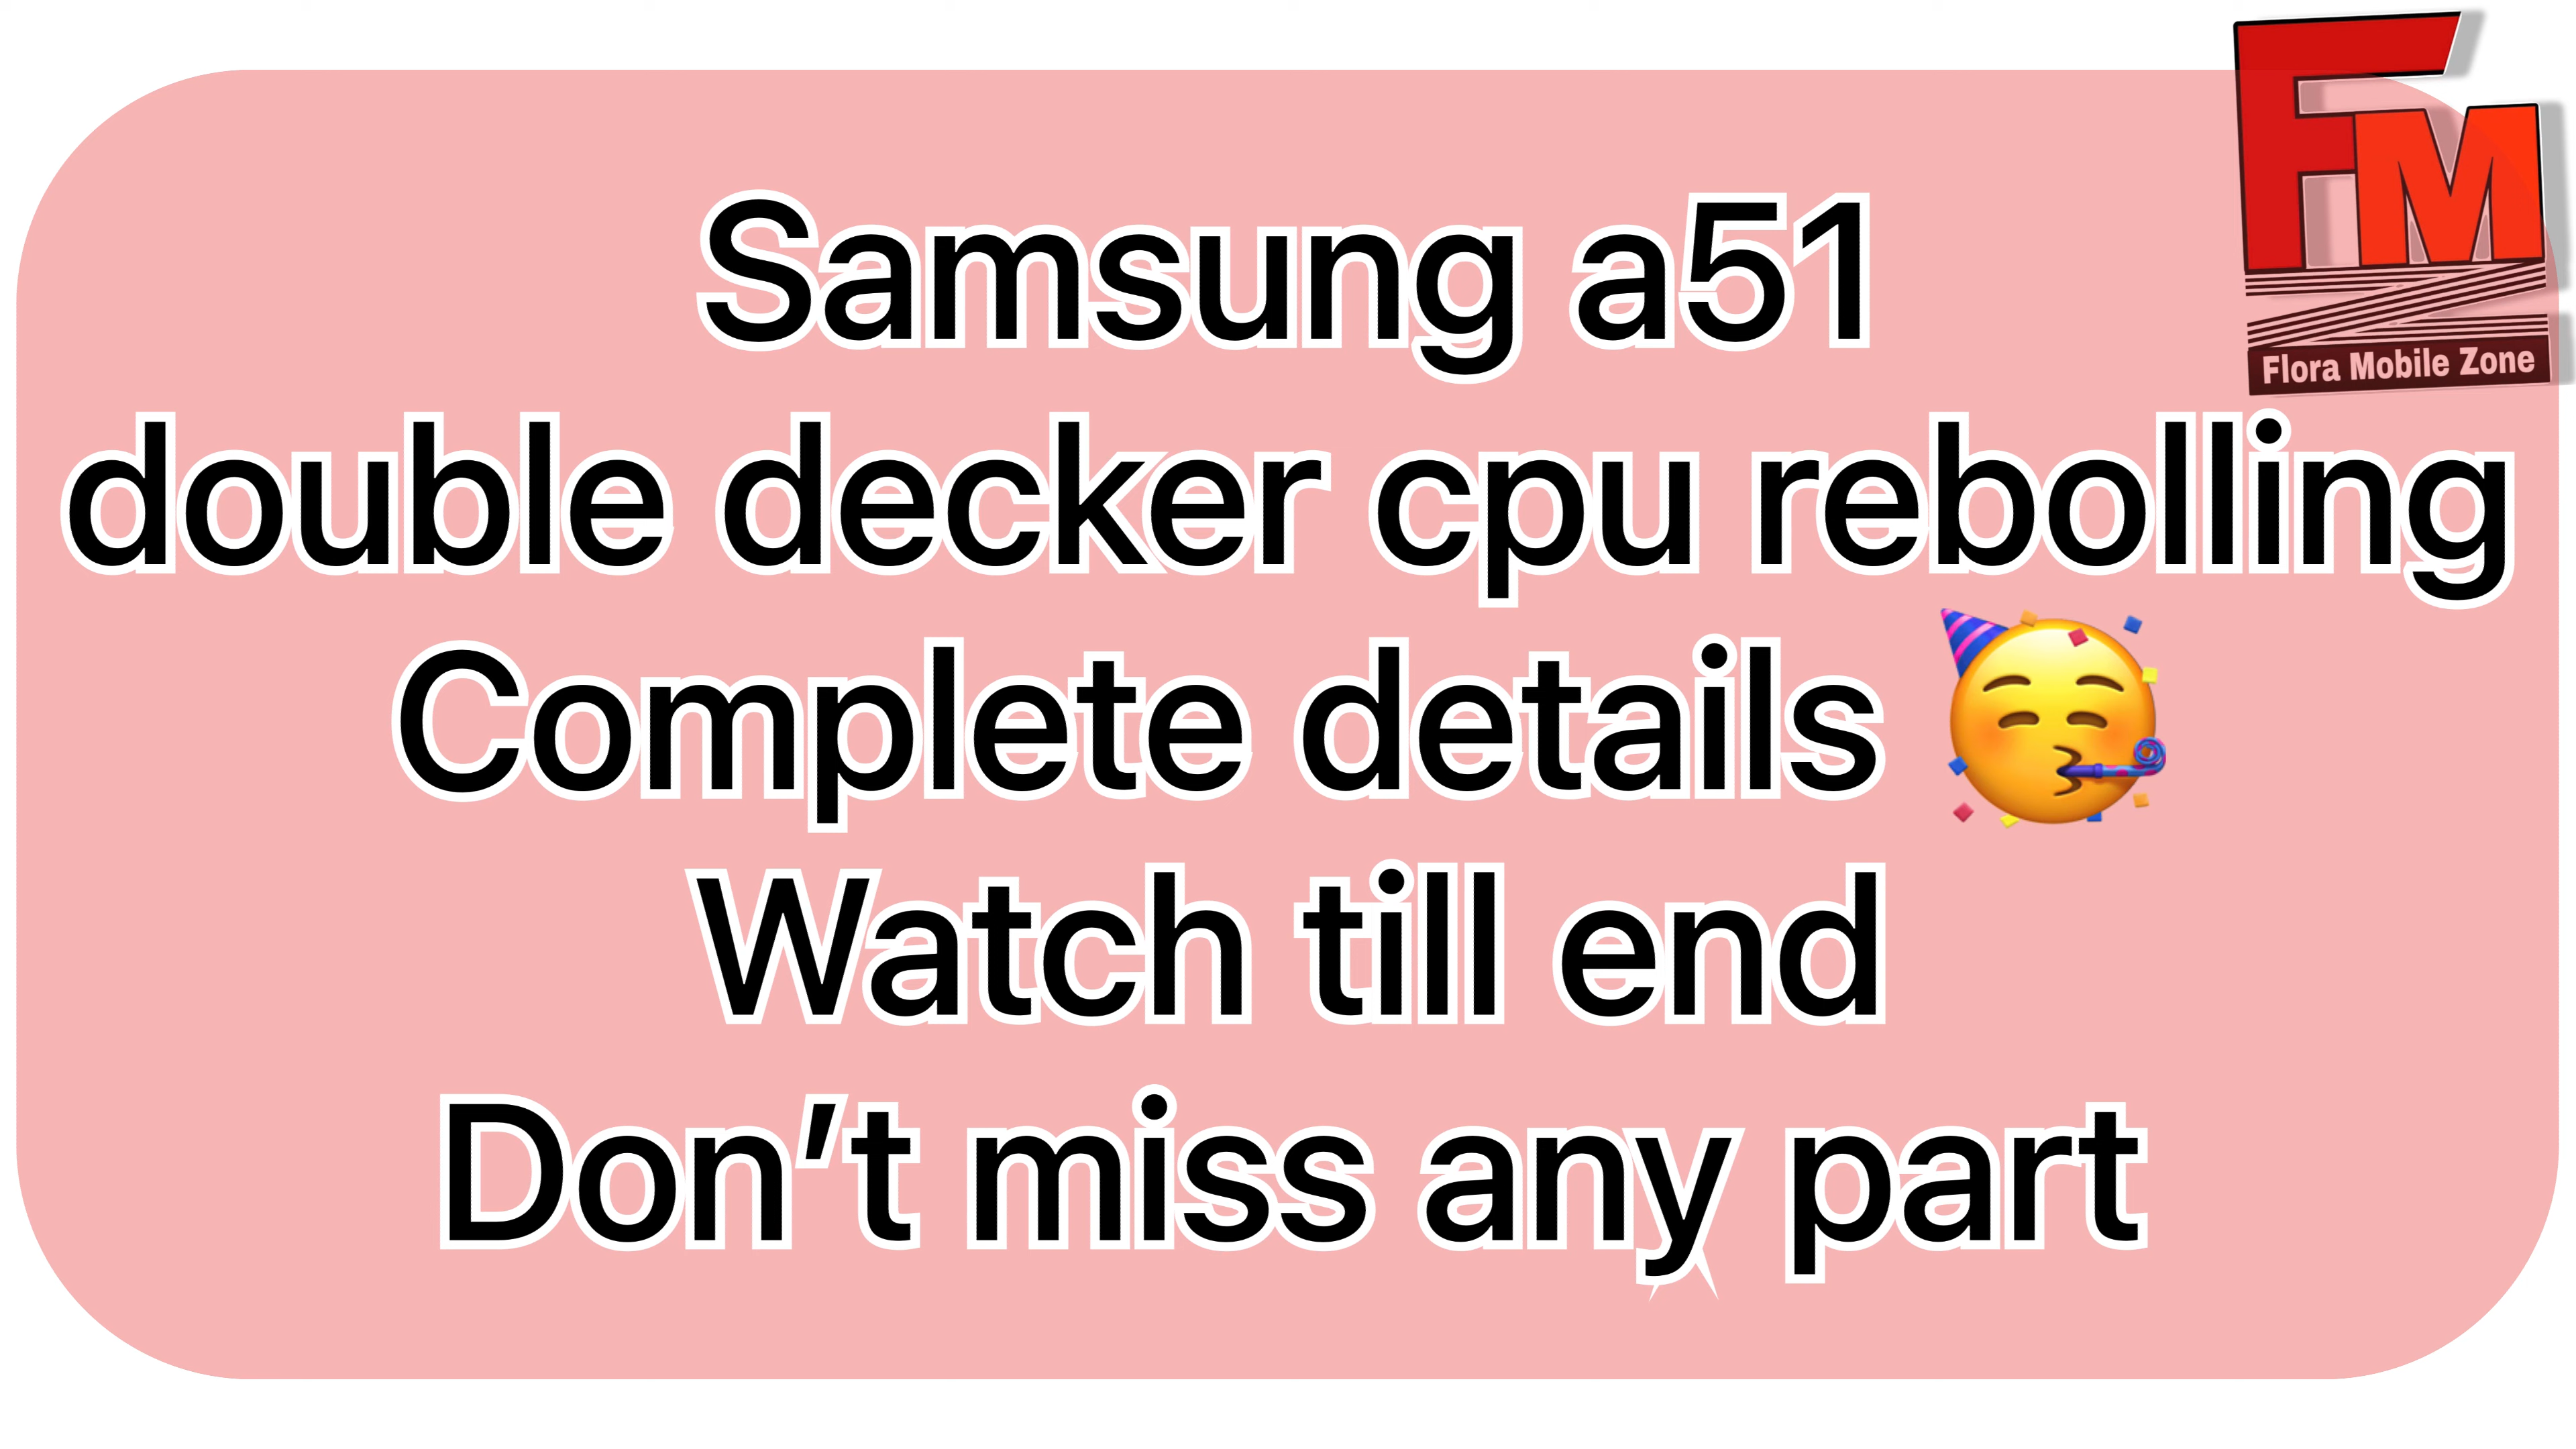 FM
Flora Mobile Zone
Samsung a51
double decker cpu rebolling
Complete details 🥳
Watch till end
Don’t miss any part